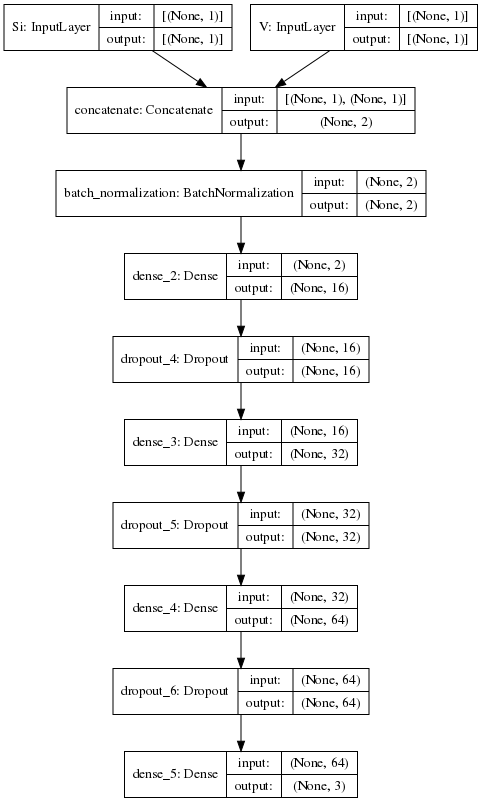 Si: InputLayer
input: [(None, 1)]
output: [(None, 1)]
V: InputLayer
input: [(None, 1)]
output: [(None, 1)]
concatenate: Concatenate
input: [(None, 1), (None, 1)]
output: (None, 2)
batch_normalization: BatchNormalization
input: (None, 2)
output: (None, 2)
dense_2: Dense
input: (None, 2)
output: (None, 16)
dropout_4: Dropout
input: (None, 16)
output: (None, 16)
dense_3: Dense
input: (None, 16)
output: (None, 32)
dropout_5: Dropout
input: (None, 32)
output: (None, 32)
dense_4: Dense
input: (None, 32)
output: (None, 64)
dropout_6: Dropout
input: (None, 64)
output: (None, 64)
dense_5: Dense
input: (None, 64)
output: (None, 3)